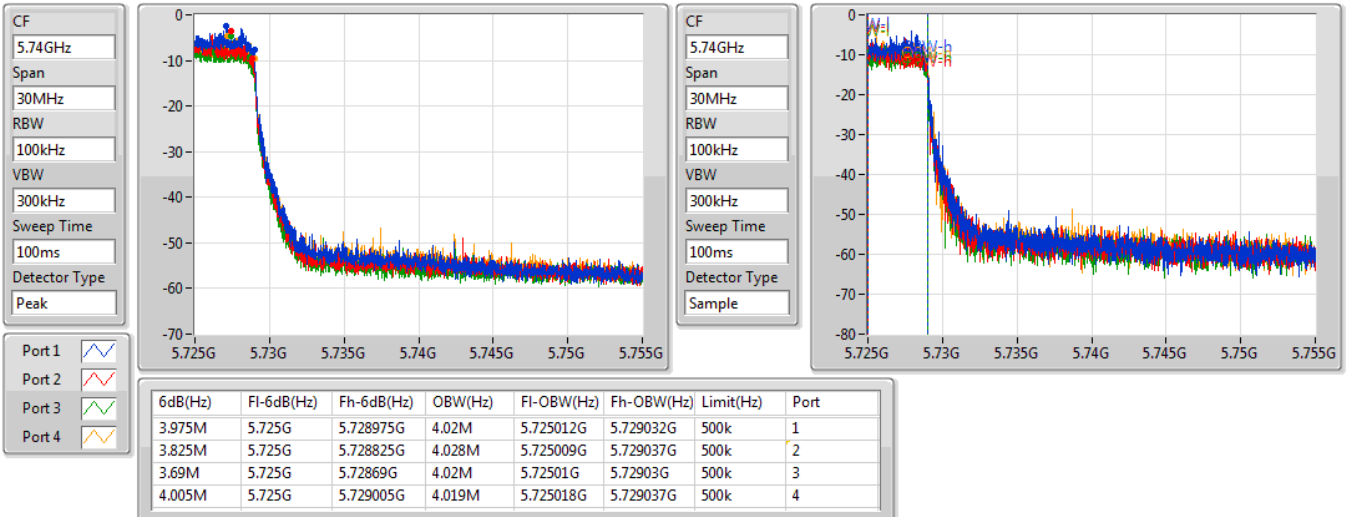 CF
5.74GHz
Span
30MHz
RBW
100kHz
VBW
300kHz
Sweep Time
100ms
Detector Type
Peak
0
-10
-20
-30
-40
-50
-60
-70
5.725G 5.73G 5.735G 5.74G 5.745G 5.75G 5.755G
Port 1
Port 2
Port 3
Port 4
CF
5.74GHz
Span
30MHz
RBW
100kHz
VBW
300kHz
Sweep Time
100ms
Detector Type
Sample
0
-10
-20
-30
-40
-50
-60
-70
-80
5.725G 5.73G 5.735G 5.74G 5.745G 5.75G 5.755G
6dB(Hz) Fl-6dB(Hz) Fh-6dB(Hz) OBW(Hz) Fl-OBW(Hz) Fh-OBW(Hz) Limit(Hz) Port
3.975M 5.725G 5.728975G 4.02M 5.725012G 5.729032G 500k 1
3.825M 5.725G 5.728825G 4.028M 5.725009G 5.729037G 500k 2
3.69M 5.725G 5.72869G 4.02M 5.72501G 5.72903G 500k 3
4.005M 5.725G 5.729005G 4.019M 5.725018G 5.729037G 500k 4